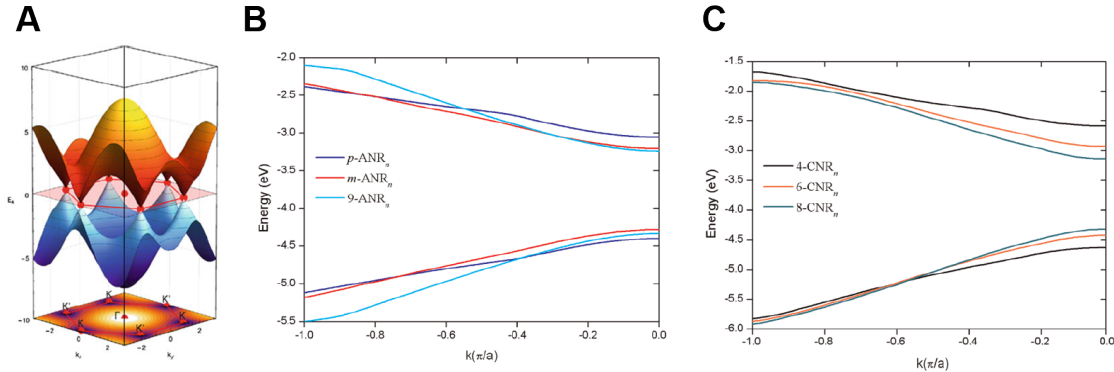 A
10
5
E_k
0
-5
-10
K'
K
K'
Γ
K
K'
K
-2
0
2
k_x
-2
0
2
k_y
B
-2.0
-2.5
-3.0
-3.5
-4.0
-4.5
-5.0
-5.5
Energy (eV)
p-ANR_n
m-ANR_n
9-ANR_n
-1.0 -0.8 -0.6 -0.4 -0.2 0.0
k(π/a)
C
-1.5
-2.0
-2.5
-3.0
-3.5
-4.0
-4.5
-5.0
-5.5
-6.0
Energy (eV)
4-CNR_n
6-CNR_n
8-CNR_n
-1.0 -0.8 -0.6 -0.4 -0.2 0.0
k(π/a)